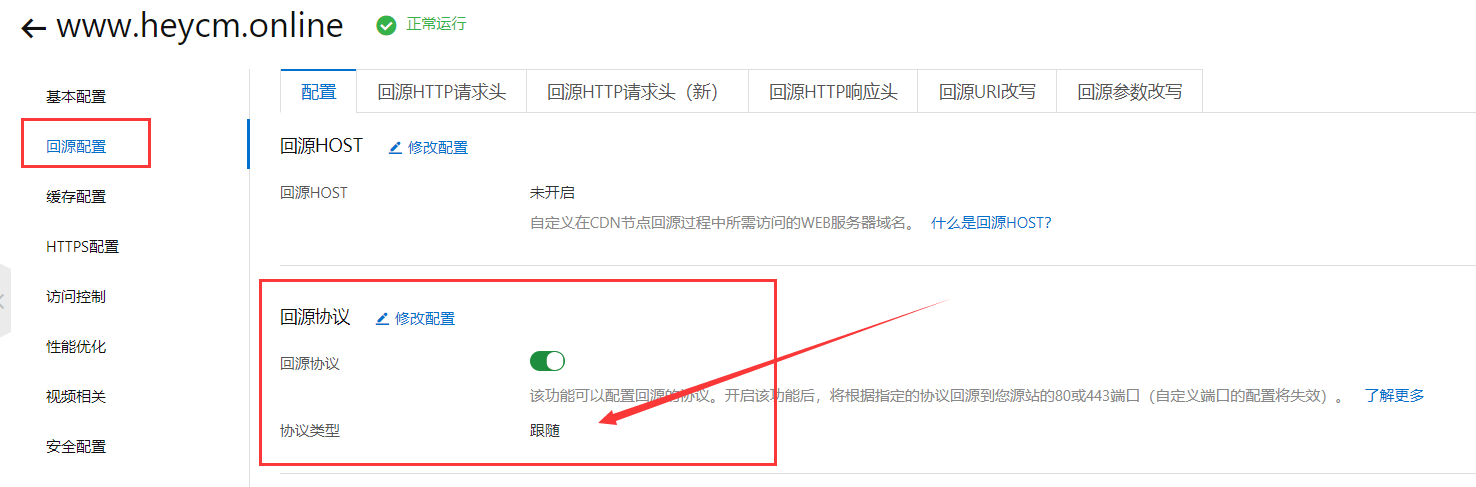 www.heycm.online 正常运行
基本配置
回源配置
缓存配置
HTTPS配置
访问控制
性能优化
视频相关
安全配置
配置 回源HTTP请求头 回源HTTP请求头（新） 回源HTTP响应头 回源URI改写 回源参数改写
回源HOST 修改配置
回源HOST 未开启
自定义在CDN节点回源过程中所需访问的WEB服务器域名。 什么是回源HOST?
回源协议 修改配置
回源协议
该功能可以配置回源的协议。开启该功能后，将根据指定的协议回源到您源站的80或443端口（自定义端口的配置将失效）。 了解更多
协议类型 跟随